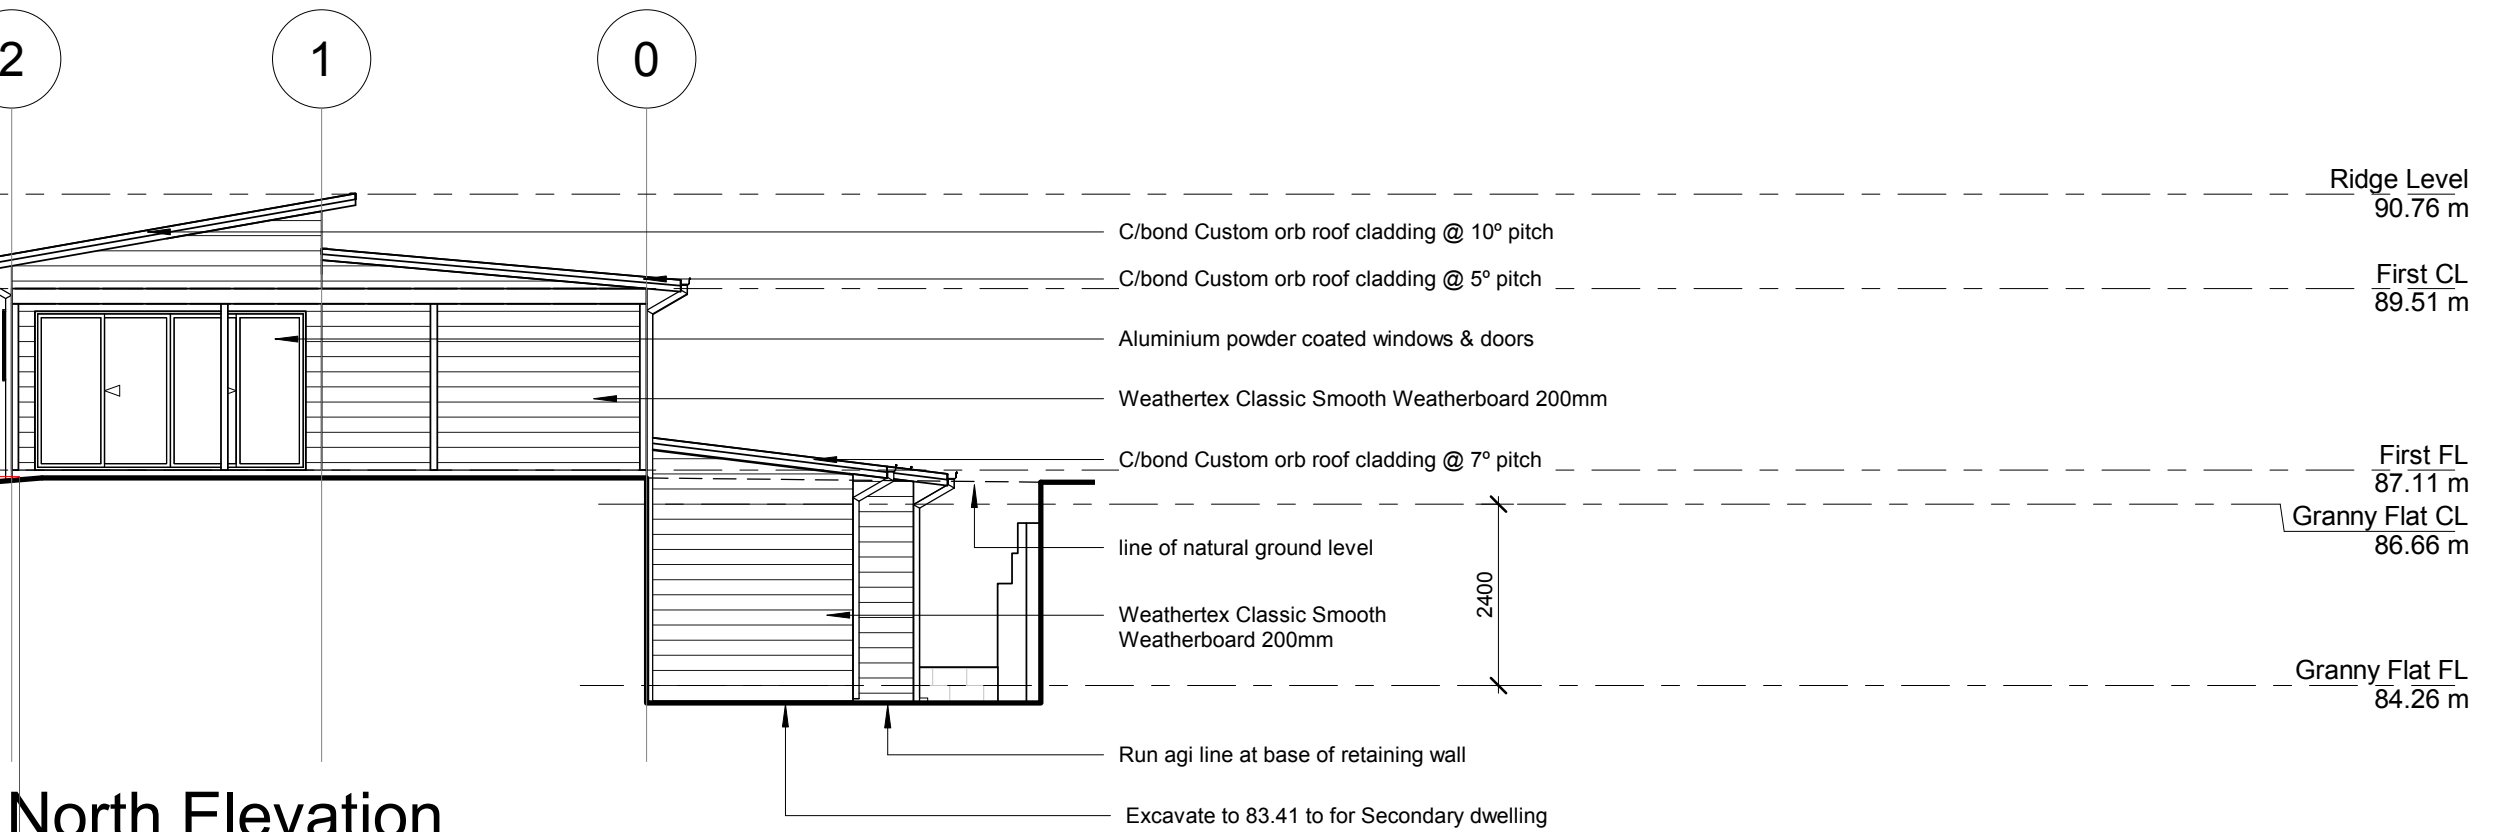 2
1
0
Ridge Level
90.76 m
C/bond Custom orb roof cladding @ 10º pitch
C/bond Custom orb roof cladding @ 5º pitch
First CL
89.51 m
Aluminium powder coated windows & doors
Weathertex Classic Smooth Weatherboard 200mm
C/bond Custom orb roof cladding @ 7º pitch
First FL
87.11 m
Granny Flat CL
86.66 m
line of natural ground level
2400
Weathertex Classic Smooth
Weatherboard 200mm
Granny Flat FL
84.26 m
Run agi line at base of retaining wall
Excavate to 83.41 to for Secondary dwelling
North Elevation